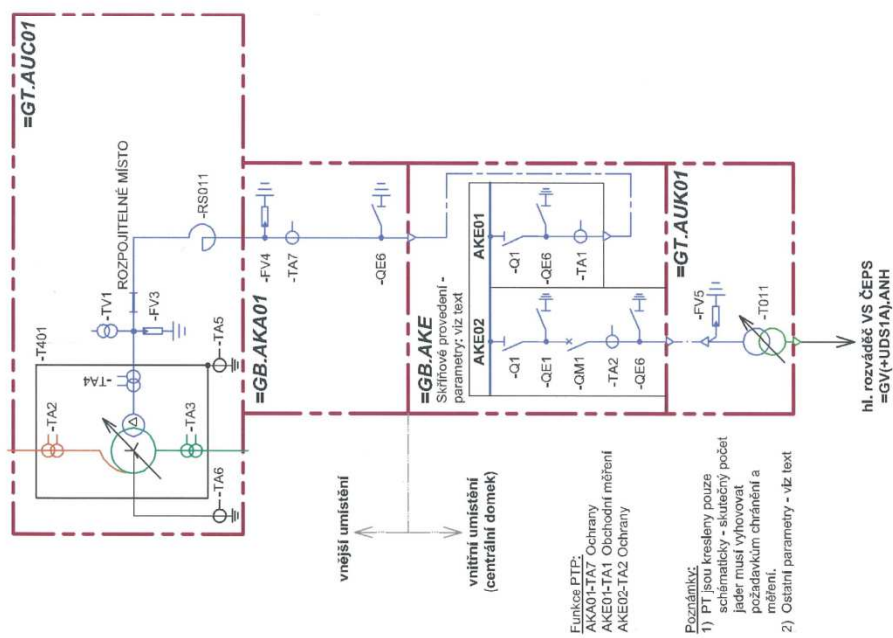 =GT.AUC01
-T401
-TA2
-TA4
-TV1
ROZPOJITELNÉ MÍSTO
-RS011
-FV3
-TA3
-TA5
-TA6
=GB.AKA01
-FV4
-TA7
-QE6
vnější umístění
vnitřní umístění
(centrální domek)
=GB.AKE
Skříňové provedení -
parametry: viz text
AKE02
AKE01
-Q1
-QE1
-QM1
-TA2
-QE6
-Q1
-QE6
-TA1
=GT.AUK01
-FV5
-T011
hl. rozváděč VS ČEPS
=GV(+UDS1A).ANH
Funkce PTP:
AKA01-TA7 Ochrany
AKE01-TA1 Obchodní měření
AKE02-TA2 Ochrany
Poznámky:
1) PT jsou kresleny pouze
schématicky - skutečný počet
jader musí vyhovovat
požadavkům chránění a
měření.
2) Ostatní parametry - viz text